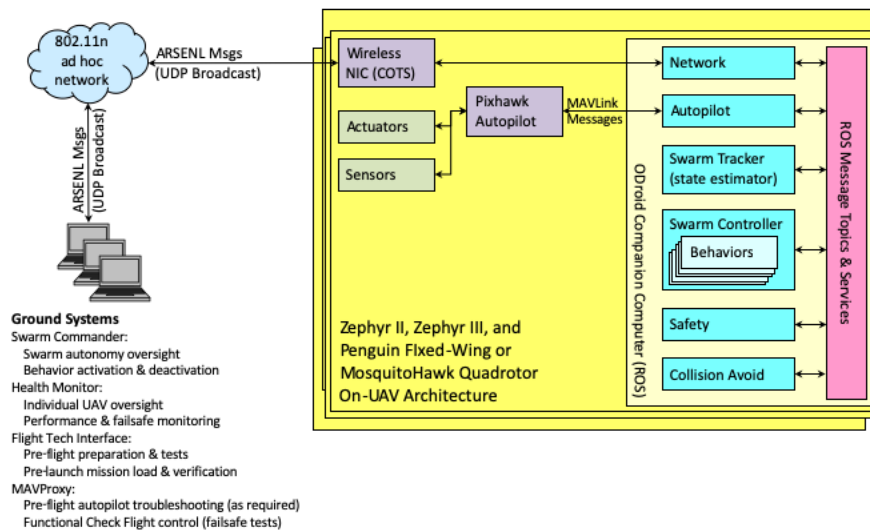 802.11n
ad hoc
network
ARSENL Msgs
(UDP Broadcast)
ARSENL Msgs
(UDP Broadcast)
Wireless
NIC (COTS)
Actuators
Sensors
Pixhawk
Autopilot
MAVLink
Messages
ODroid Companion Computer (ROS)
Network
Autopilot
Swarm Tracker
(state estimator)
Swarm Controller
Behaviors
Safety
Collision Avoid
ROS Message Topics & Services
Zephyr II, Zephyr III, and
Penguin FIxed-Wing or
MosquitoHawk Quadrotor
On-UAV Architecture
Ground Systems
Swarm Commander:
Swarm autonomy oversight
Behavior activation & deactivation
Health Monitor:
Individual UAV oversight
Performance & failsafe monitoring
Flight Tech Interface:
Pre-flight preparation & tests
Pre-launch mission load & verification
MAVProxy:
Pre-flight autopilot troubleshooting (as required)
Functional Check Flight control (failsafe tests)